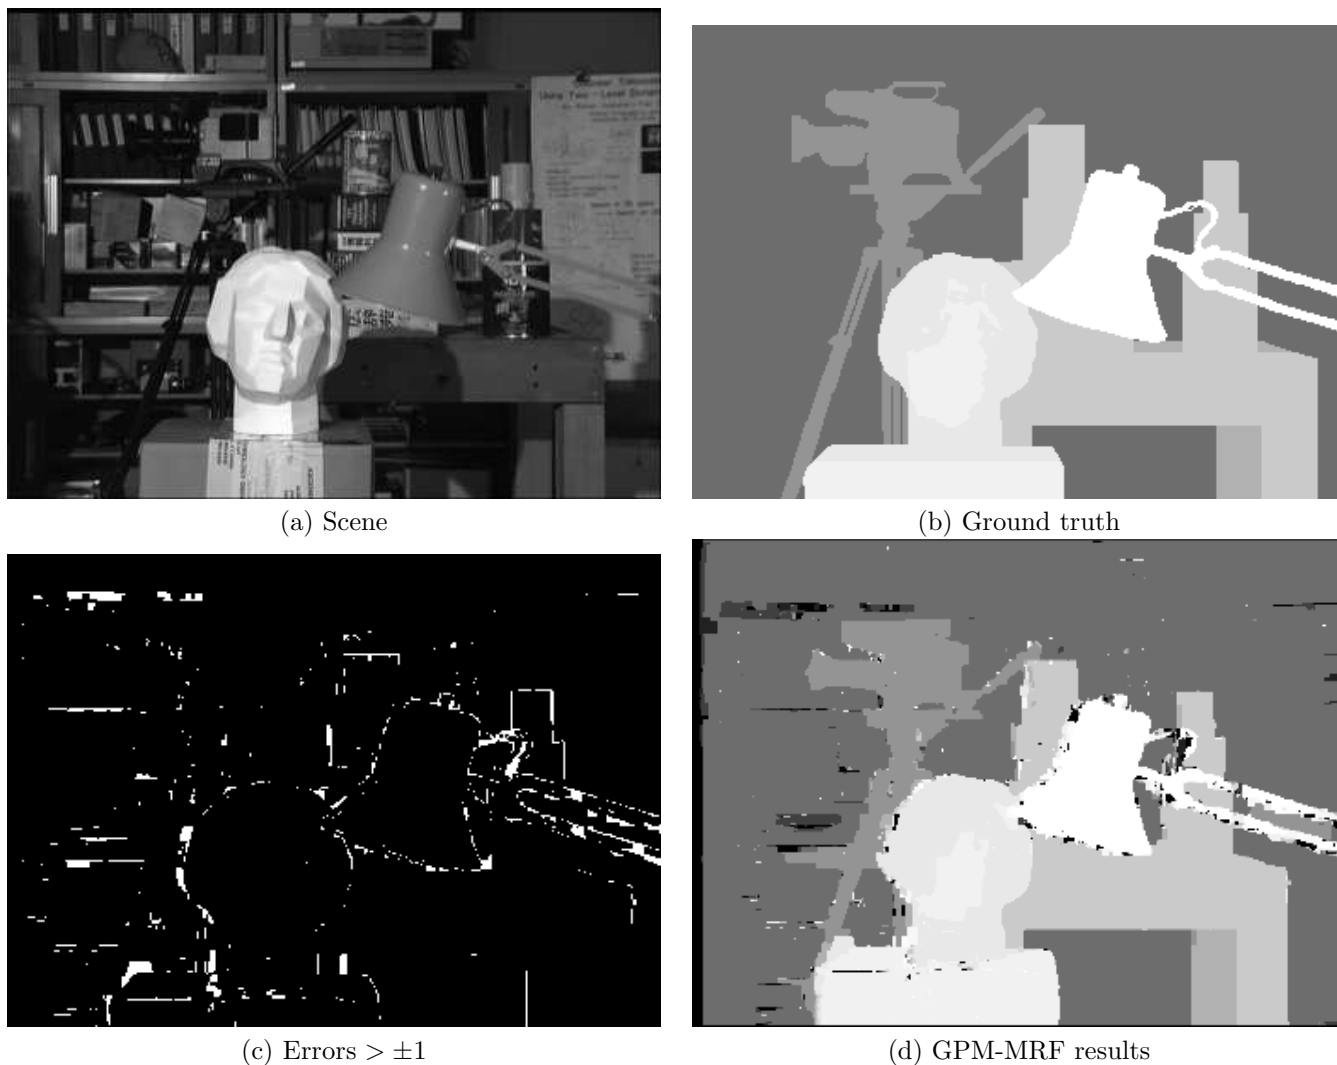 (a) Scene
(b) Ground truth
(c) Errors > ±1
(d) GPM-MRF results